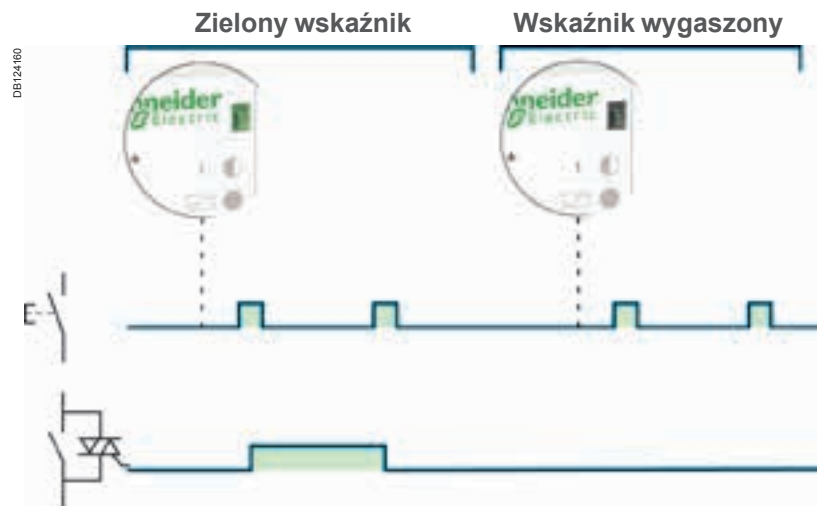 Zielony wskaźnik
Wskaźnik wygaszony
DB124160
neider
Electric
neider
Electric